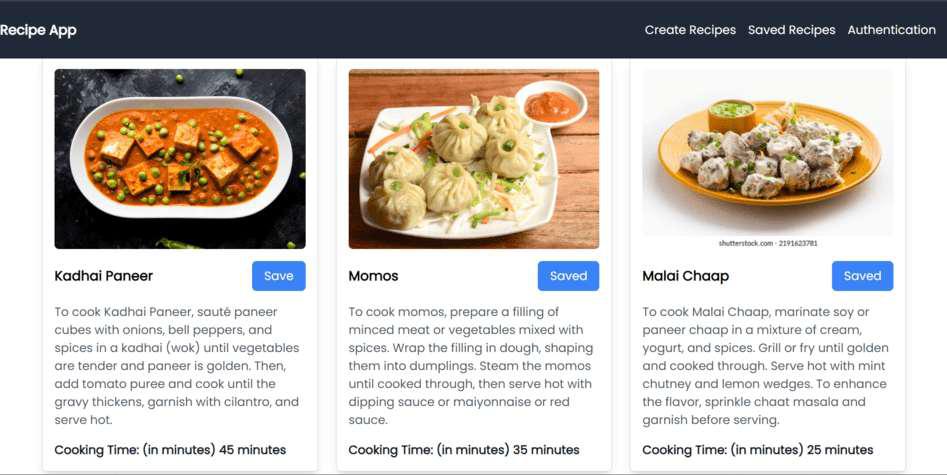 Recipe App
Create Recipes Saved Recipes Authentication
shutterstock.com · 2191623781
Kadhai Paneer
Save
To cook Kadhai Paneer, sauté paneer
cubes with onions, bell peppers, and
spices in a kadhai (wok) until vegetables
are tender and paneer is golden. Then,
add tomato puree and cook until the
gravy thickens, garnish with cilantro, and
serve hot.
Cooking Time: (in minutes) 45 minutes
Momos
Saved
To cook momos, prepare a filling of
minced meat or vegetables mixed with
spices. Wrap the filling in dough, shaping
them into dumplings. Steam the momos
until cooked through, then serve hot with
dipping sauce or maiyonnaise or red
sauce.
Cooking Time: (in minutes) 35 minutes
Malai Chaap
Saved
To cook Malai Chaap, marinate soy or
paneer chaap in a mixture of cream,
yogurt, and spices. Grill or fry until golden
and cooked through. Serve hot with mint
chutney and lemon wedges. To enhance
the flavor, sprinkle chaat masala and
garnish before serving.
Cooking Time: (in minutes) 25 minutes